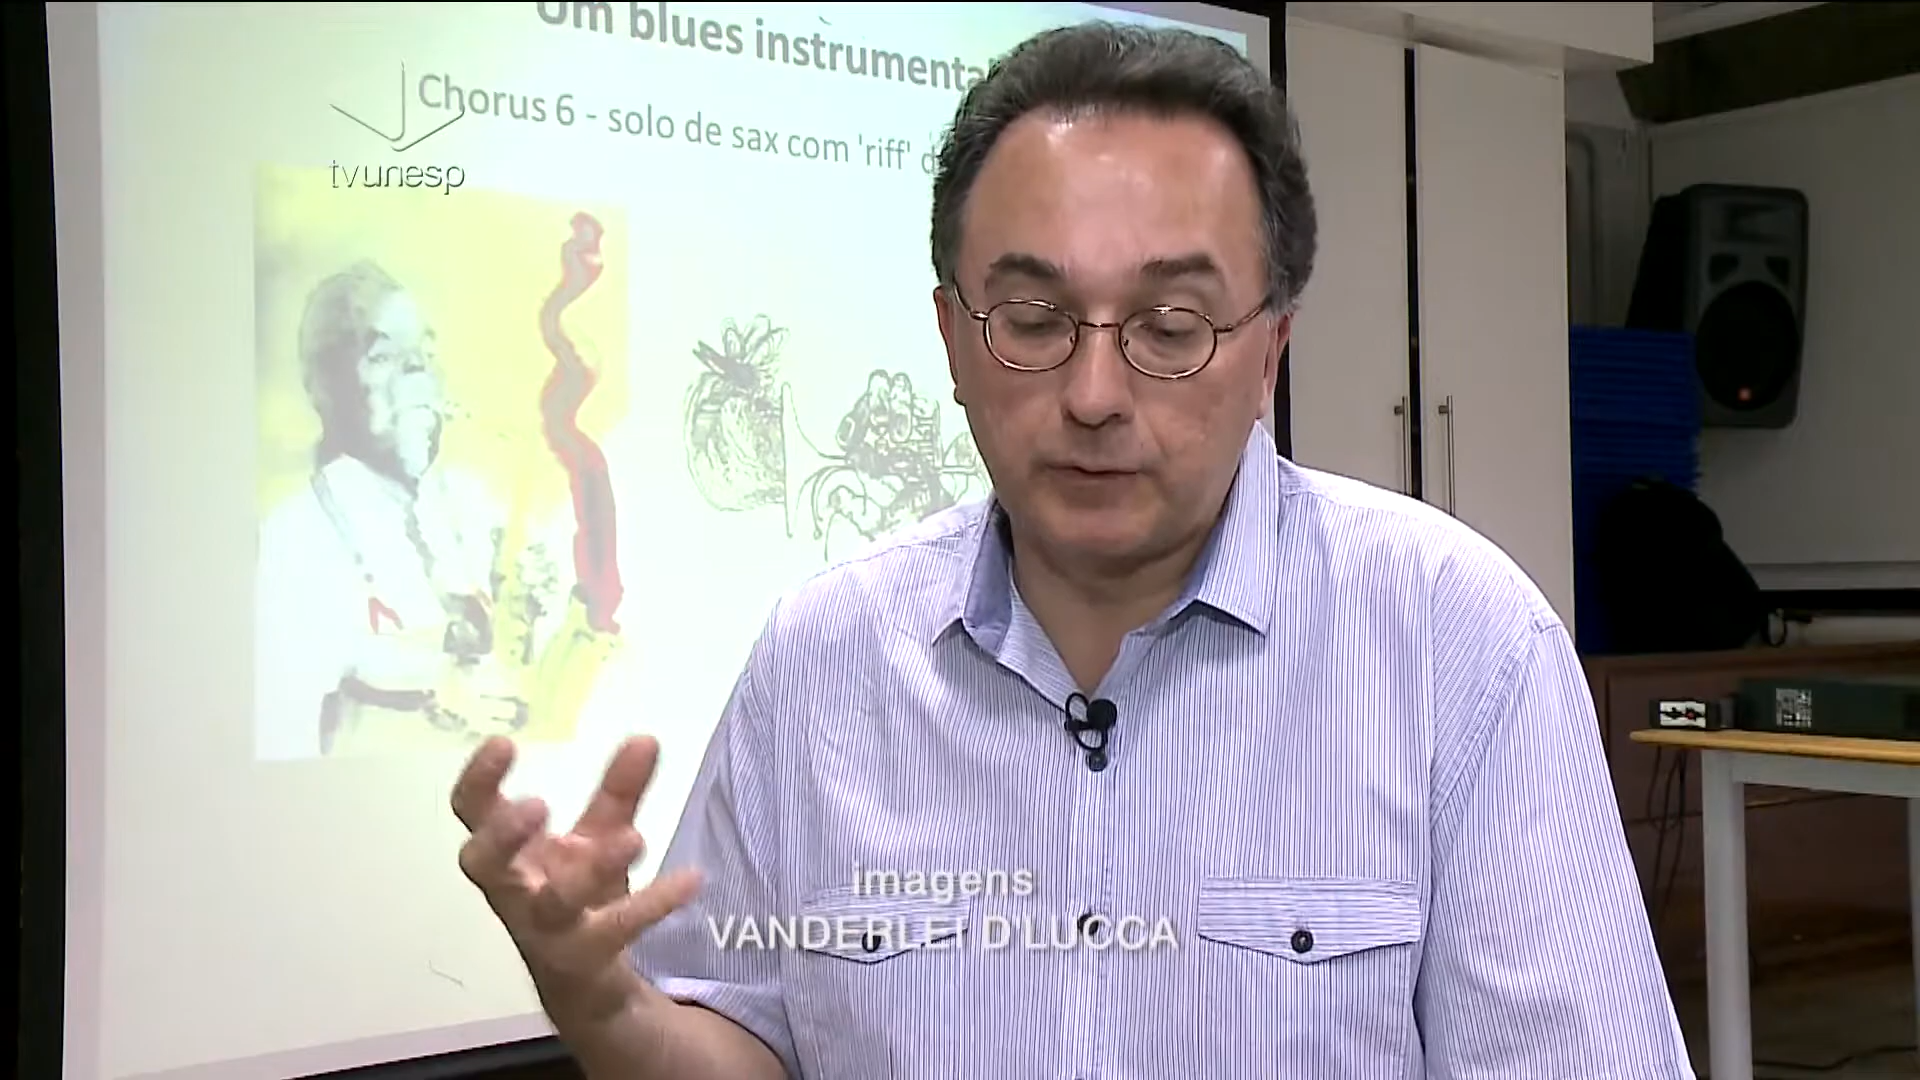 Um blues instrumental
Chorus 6 - solo de sax com 'riff' d
tvunesp
imagens
VANDERLEI D'LUCCA